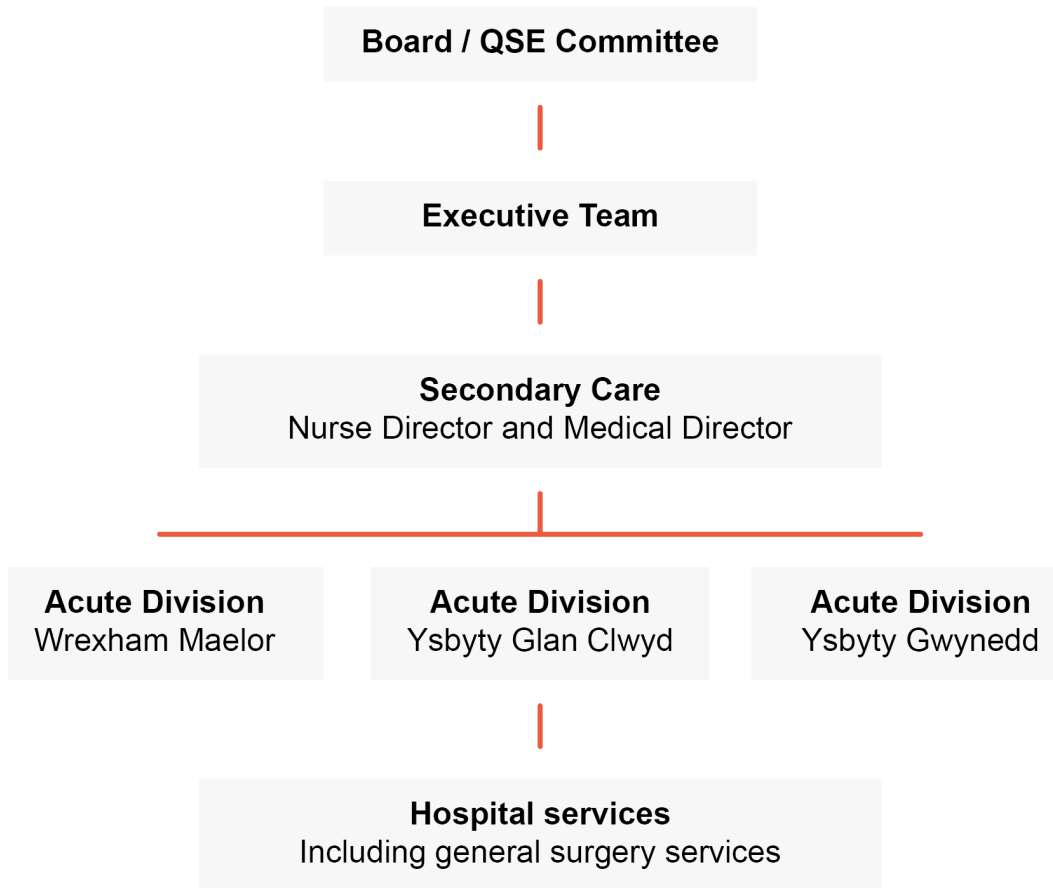 Board / QSE Committee
Executive Team
Secondary Care
Nurse Director and Medical Director
Acute Division
Wrexham Maelor
Acute Division
Ysbyty Glan Clwyd
Acute Division
Ysbyty Gwynedd
Hospital services
Including general surgery services